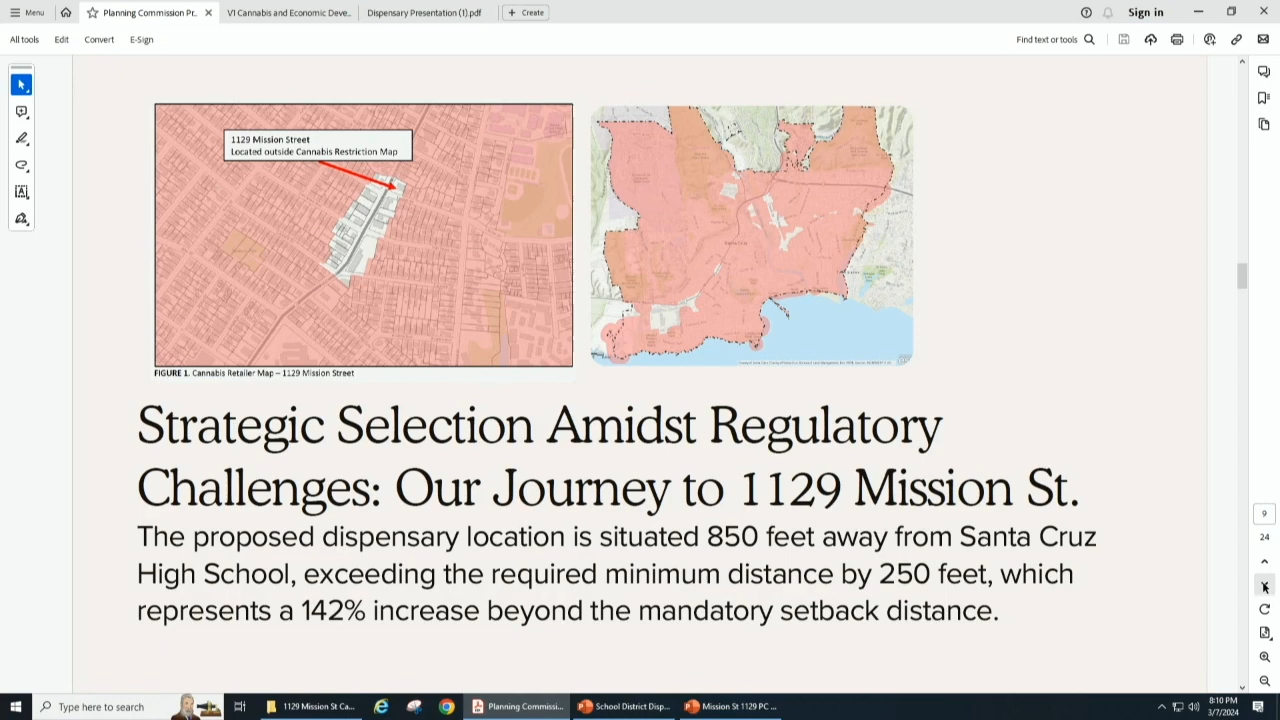 Menu
Planning Commission Pr...
VI Cannabis and Economic Deve...
Dispensary Presentation (1).pdf
Create
Sign in
All tools
Edit
Convert
E-Sign
Find text or tools
1129 Mission Street
Located outside Cannabis Restriction Map
FIGURE 1. Cannabis Retailer Map – 1129 Mission Street
Strategic Selection Amidst Regulatory
Challenges: Our Journey to 1129 Mission St.
The proposed dispensary location is situated 850 feet away from Santa Cruz
High School, exceeding the required minimum distance by 250 feet, which
represents a 142% increase beyond the mandatory setback distance.
9
24
Type here to search
1129 Mission St Ca...
Planning Commissi...
School District Disp...
Mission St 1129 PC ...
8:10 PM
3/7/2024